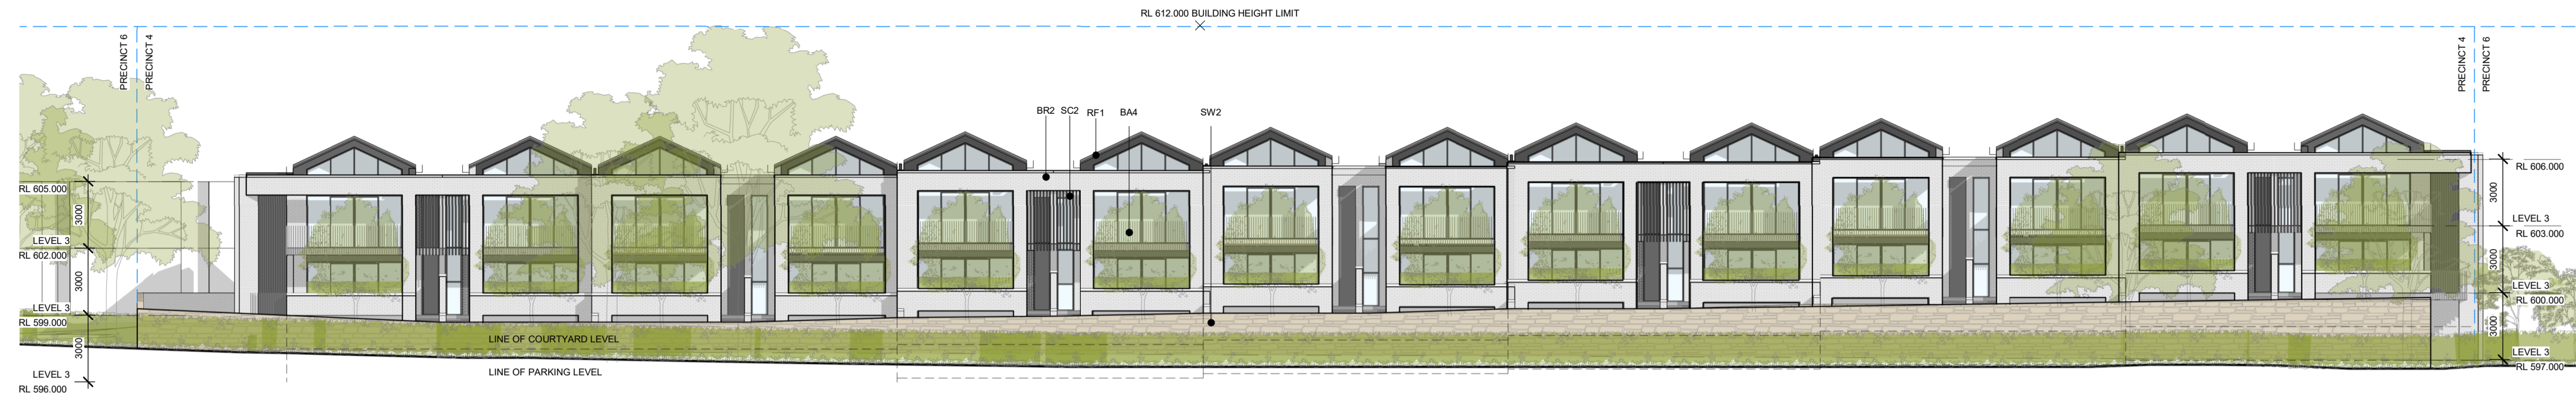 RL 612.000 BUILDING HEIGHT LIMIT
PRECINCT 6
PRECINCT 4
PRECINCT 4
PRECINCT 6
BR2 SC2 RF1 BA4 SW2
RL 605.000
3000
LEVEL 3
RL 602.000
3000
LEVEL 3
RL 599.000
3000
LEVEL 3
RL 596.000
LINE OF COURTYARD LEVEL
LINE OF PARKING LEVEL
RL 606.000
3000
LEVEL 3
RL 603.000
3000
LEVEL 3
RL 600.000
3000
LEVEL 3
RL 597.000